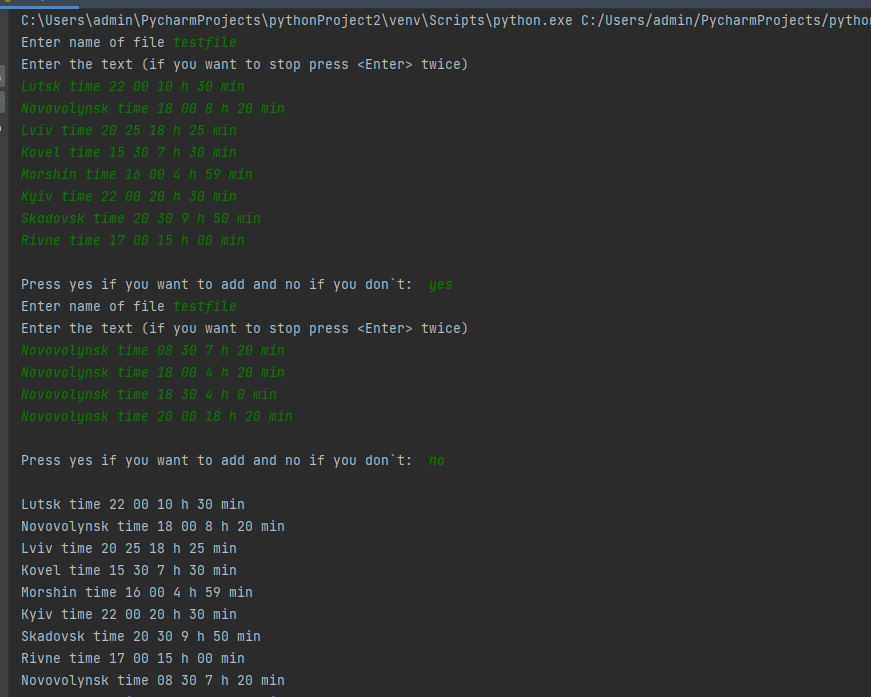 C:\Users\admin\PycharmProjects\pythonProject2\venv\Scripts\python.exe C:/Users/admin/PycharmProjects/python
Enter name of file testfile
Enter the text (if you want to stop press <Enter> twice)
Lutsk time 22 00 10 h 30 min
Novovolynsk time 18 00 8 h 20 min
Lviv time 20 25 18 h 25 min
Kovel time 15 30 7 h 30 min
Morshin time 16 00 4 h 59 min
Kyiv time 22 00 20 h 30 min
Skadovsk time 20 30 9 h 50 min
Rivne time 17 00 15 h 00 min
Press yes if you want to add and no if you don`t:  yes
Enter name of file testfile
Enter the text (if you want to stop press <Enter> twice)
Novovolynsk time 08 30 7 h 20 min
Novovolynsk time 18 00 4 h 20 min
Novovolynsk time 18 30 4 h 0 min
Novovolynsk time 20 00 18 h 20 min
Press yes if you want to add and no if you don`t:  no
Lutsk time 22 00 10 h 30 min
Novovolynsk time 18 00 8 h 20 min
Lviv time 20 25 18 h 25 min
Kovel time 15 30 7 h 30 min
Morshin time 16 00 4 h 59 min
Kyiv time 22 00 20 h 30 min
Skadovsk time 20 30 9 h 50 min
Rivne time 17 00 15 h 00 min
Novovolynsk time 08 30 7 h 20 min